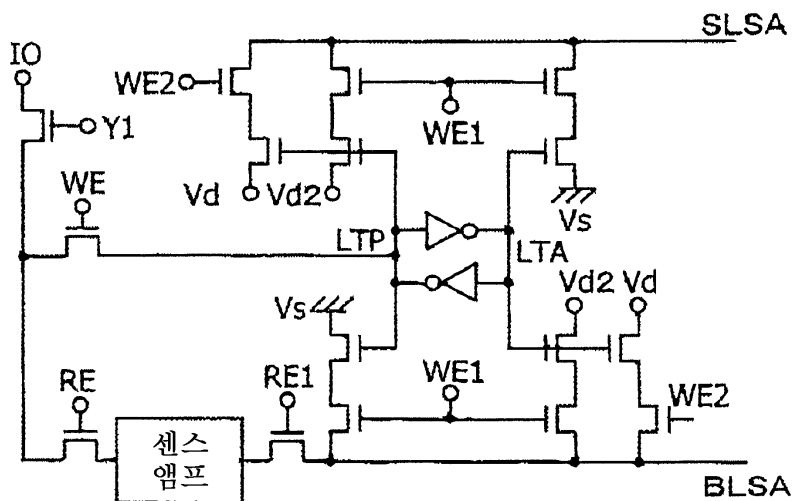 SLSA
IO
WE2
Y1
WE1
WE
Vd
Vd2
Vs
LTP
LTA
Vs
Vd2
Vd
RE
RE1
WE1
WE2
센스
앰프
BLSA